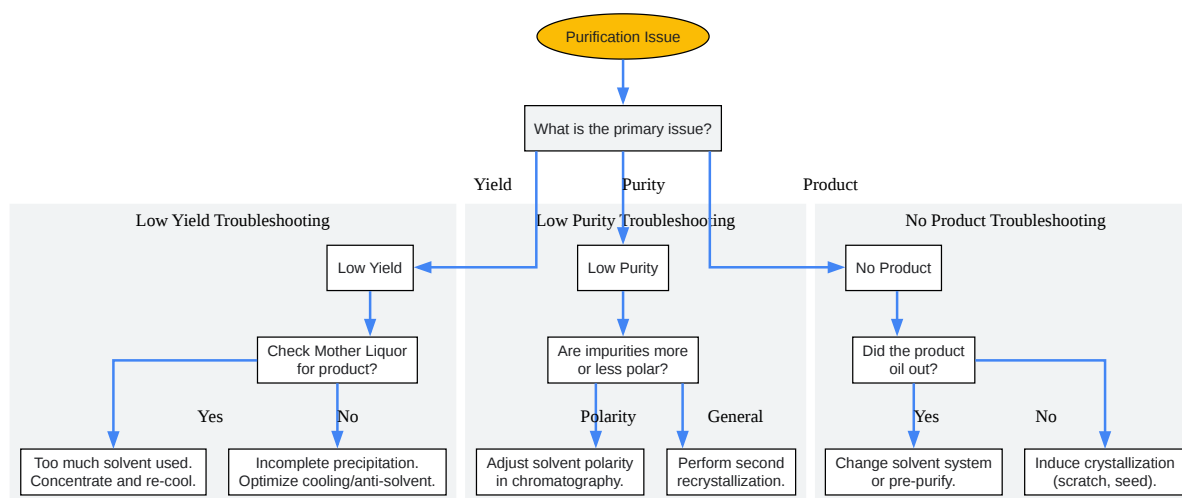 Purification Issue
What is the primary issue?
Yield
Purity
Product
Low Yield Troubleshooting
Low Purity Troubleshooting
No Product Troubleshooting
Low Yield
Low Purity
No Product
Check Mother Liquor
for product?
Are impurities more
or less polar?
Did the product
oil out?
Yes
No
Polarity
General
Yes
No
Too much solvent used.
Concentrate and re-cool.
Incomplete precipitation.
Optimize cooling/anti-solvent.
Adjust solvent polarity
in chromatography.
Perform second
recrystallization.
Change solvent system
or pre-purify.
Induce crystallization
(scratch, seed).